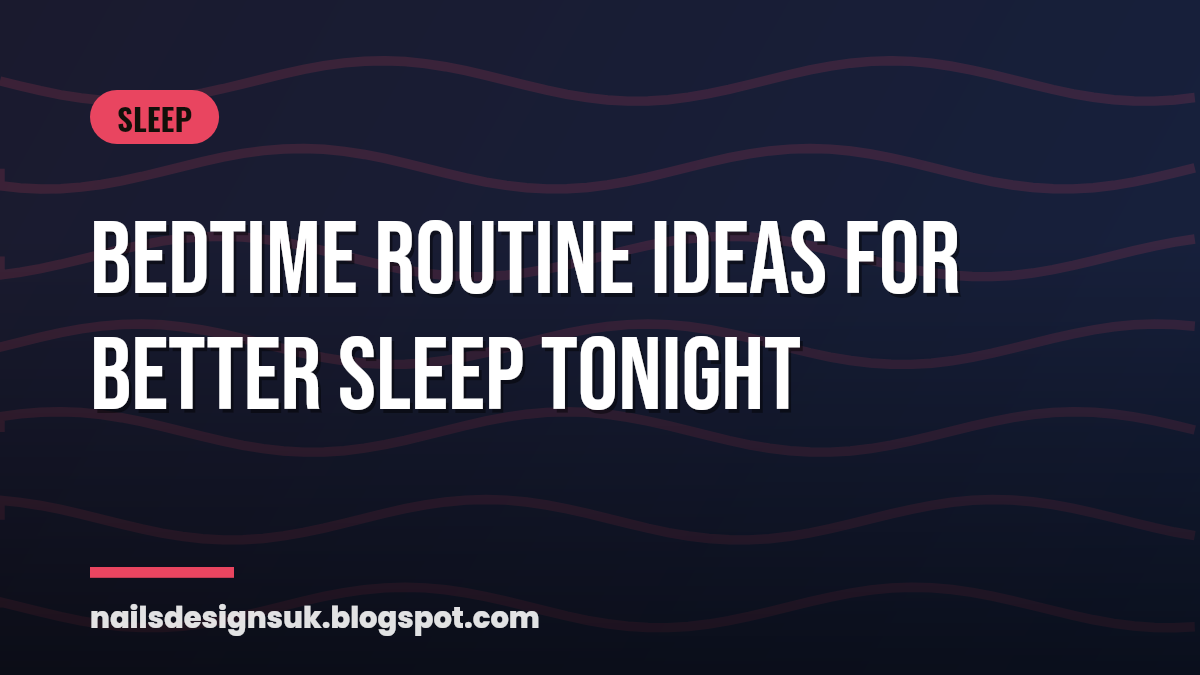 SLEEP
BEDTIME ROUTINE IDEAS FOR
BETTER SLEEP TONIGHT
nailsdesignsuk.blogspot.com